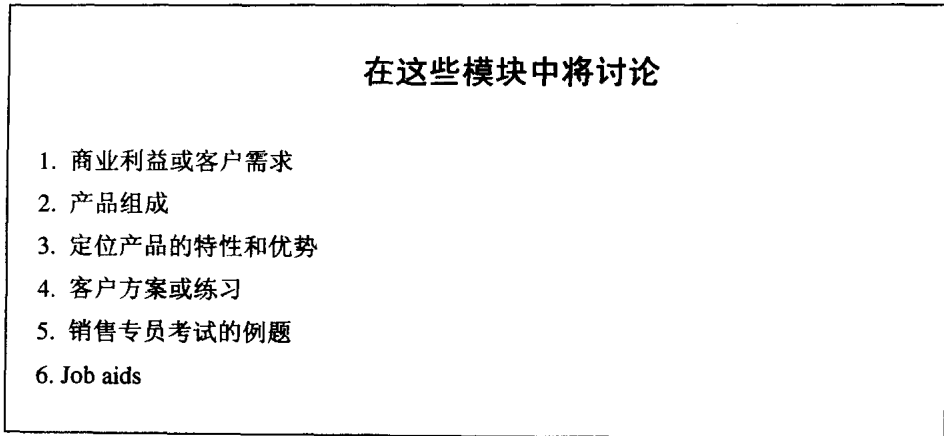 在这些模块中将讨论
1. 商业利益或客户需求
2. 产品组成
3. 定位产品的特性和优势
4. 客户方案或练习
5. 销售专员考试的例题
6. Job aids